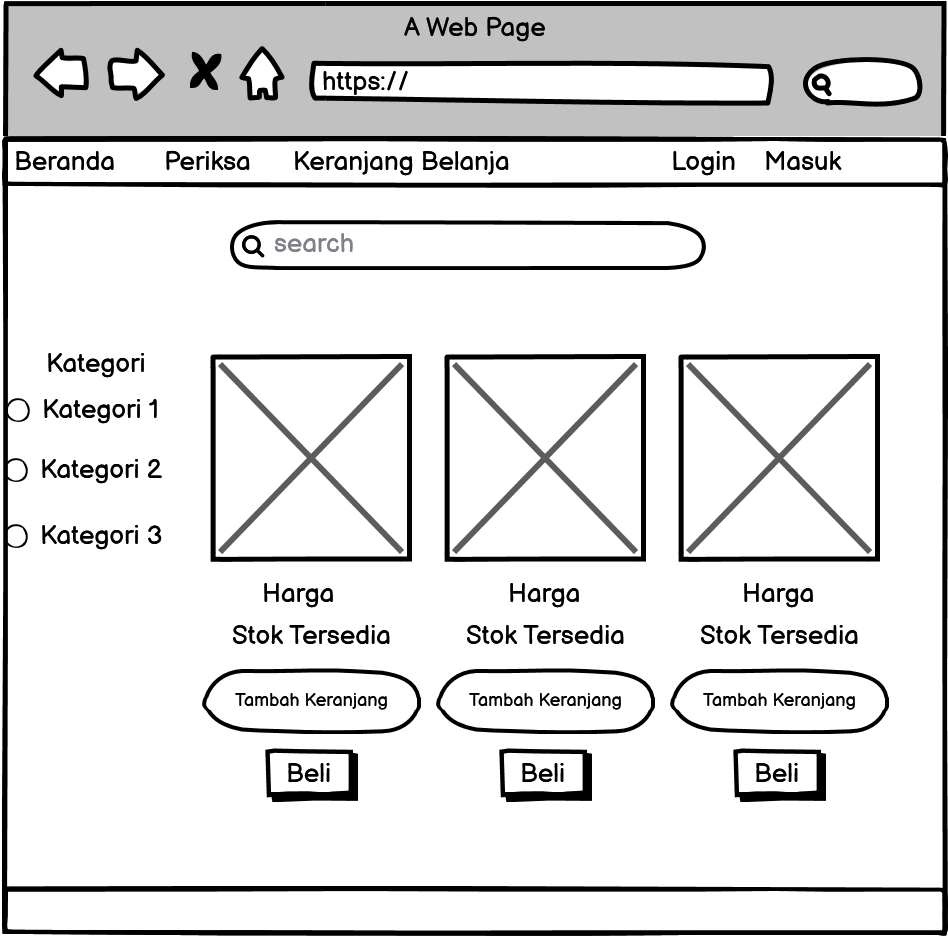 A Web Page
https://
Beranda Periksa Keranjang Belanja Login Masuk
search
Kategori
Kategori 1
Kategori 2
Kategori 3
Harga Harga Harga
Stok Tersedia Stok Tersedia Stok Tersedia
Tambah Keranjang Tambah Keranjang Tambah Keranjang
Beli Beli Beli